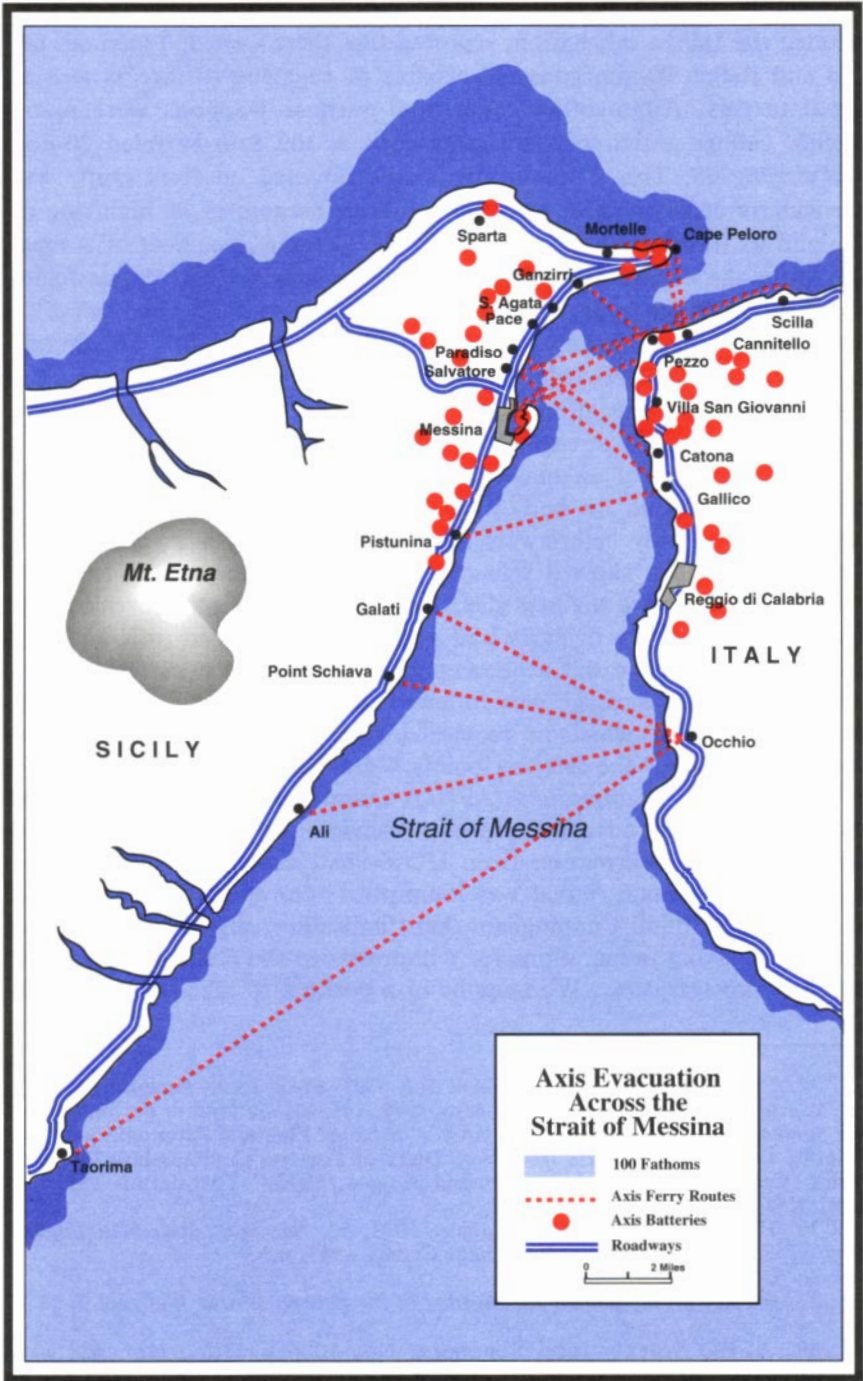 Sparta
Mortelle
Cape Peloro
Ganzirri
S. Agata
Pace
Scilla
Cannitello
Paradiso
Salvatore
Pezzo
Villa San Giovanni
Messina
Catona
Gallico
Pistunina
Mt. Etna
Reggio di Calabria
Galati
ITALY
Point Schiava
SICILY
Occhio
Ali
Strait of Messina
Taorima
Axis Evacuation
Across the
Strait of Messina
100 Fathoms
Axis Ferry Routes
Axis Batteries
Roadways
0 2 Miles